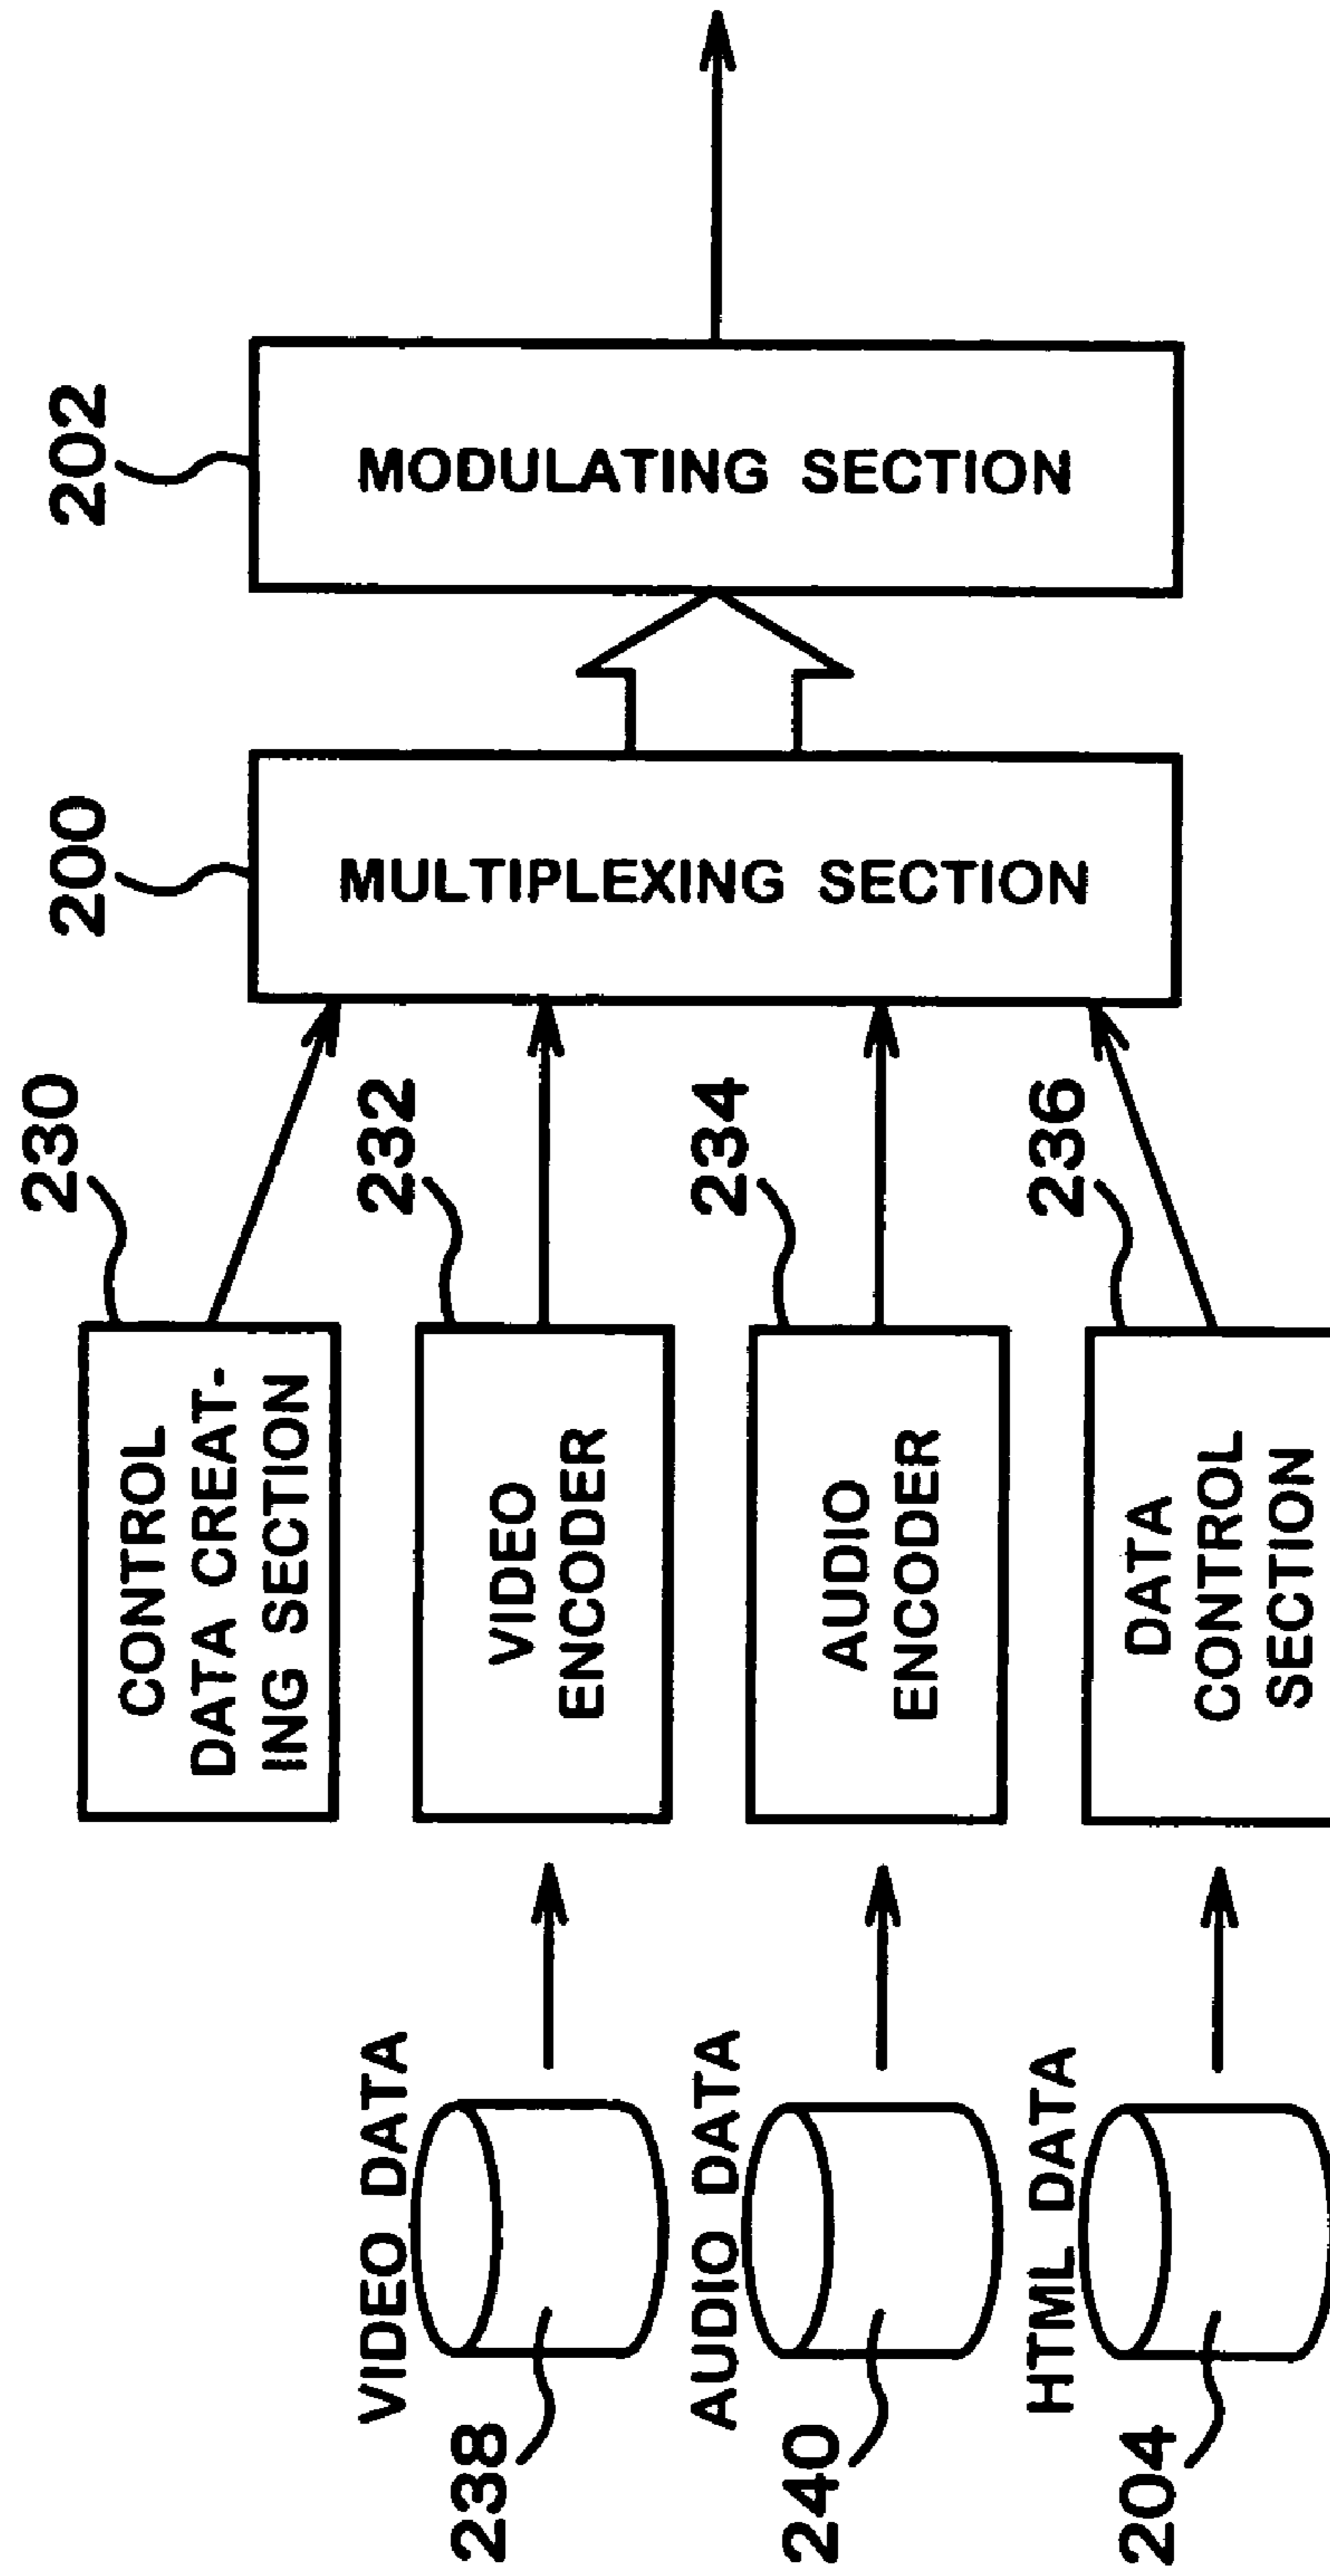 230
CONTROL
DATA CREAT-
ING SECTION
VIDEO DATA
238
232
VIDEO
ENCODER
AUDIO DATA
240
234
AUDIO
ENCODER
HTML DATA
204
236
DATA
CONTROL
SECTION
200
MULTIPLEXING SECTION
202
MODULATING SECTION